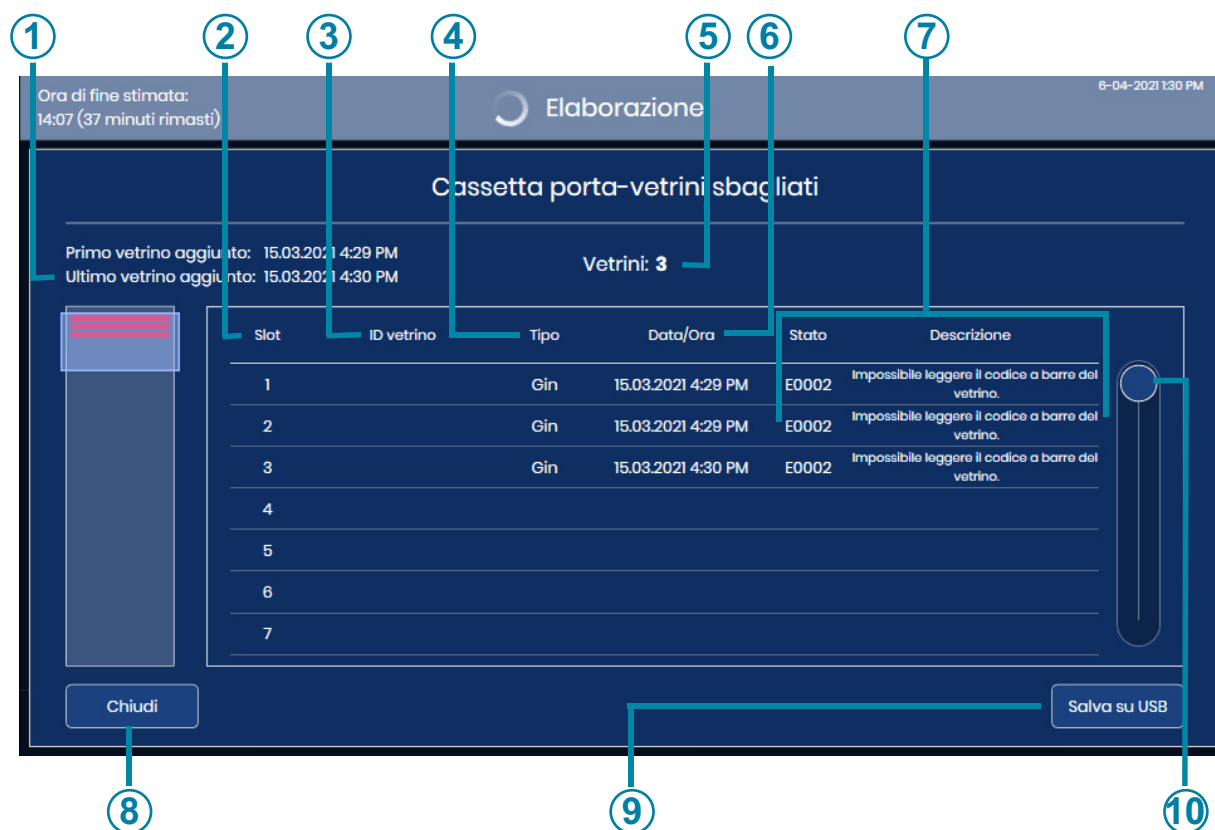 1 2 3 4 5 6 7
Ora di fine stimata:
14:07 (37 minuti rimasti)
Elaborazione
6-04-2021 1:30 PM
Cassetta porta-vetrini sbagliati
Primo vetrino aggiunto: 15.03.2021 4:29 PM
Ultimo vetrino aggiunto: 15.03.2021 4:30 PM
Vetrini: 3
Slot ID vetrino Tipo Data/Ora Stato Descrizione
1 Gin 15.03.2021 4:29 PM E0002 Impossibile leggere il codice a barre del
vetrino.
2 Gin 15.03.2021 4:29 PM E0002 Impossibile leggere il codice a barre del
vetrino.
3 Gin 15.03.2021 4:30 PM E0002 Impossibile leggere il codice a barre del
vetrino.
4
5
6
7
Chiudi
Salva su USB
8 9 10